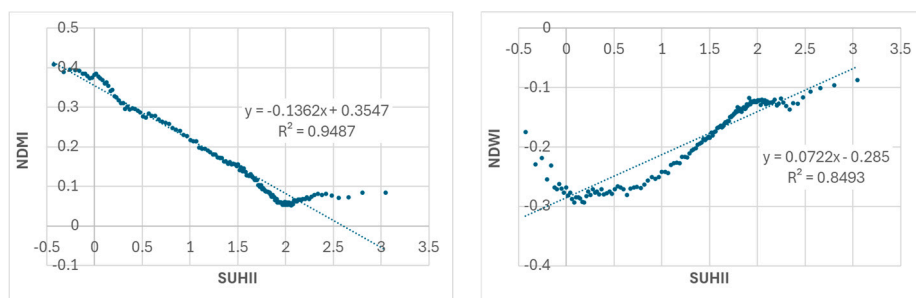 0.5
0.4
0.3
0.2
0.1
0
-0.1
-0.5 0 0.5 1 1.5 2 2.5 3 3.5
NDMI
SUHII
y = -0.1362x + 0.3547
R² = 0.9487
-0.5 0 0.5 1 1.5 2 2.5 3 3.5
0
-0.1
-0.2
-0.3
-0.4
NDWI
SUHII
y = 0.0722x - 0.285
R² = 0.8493